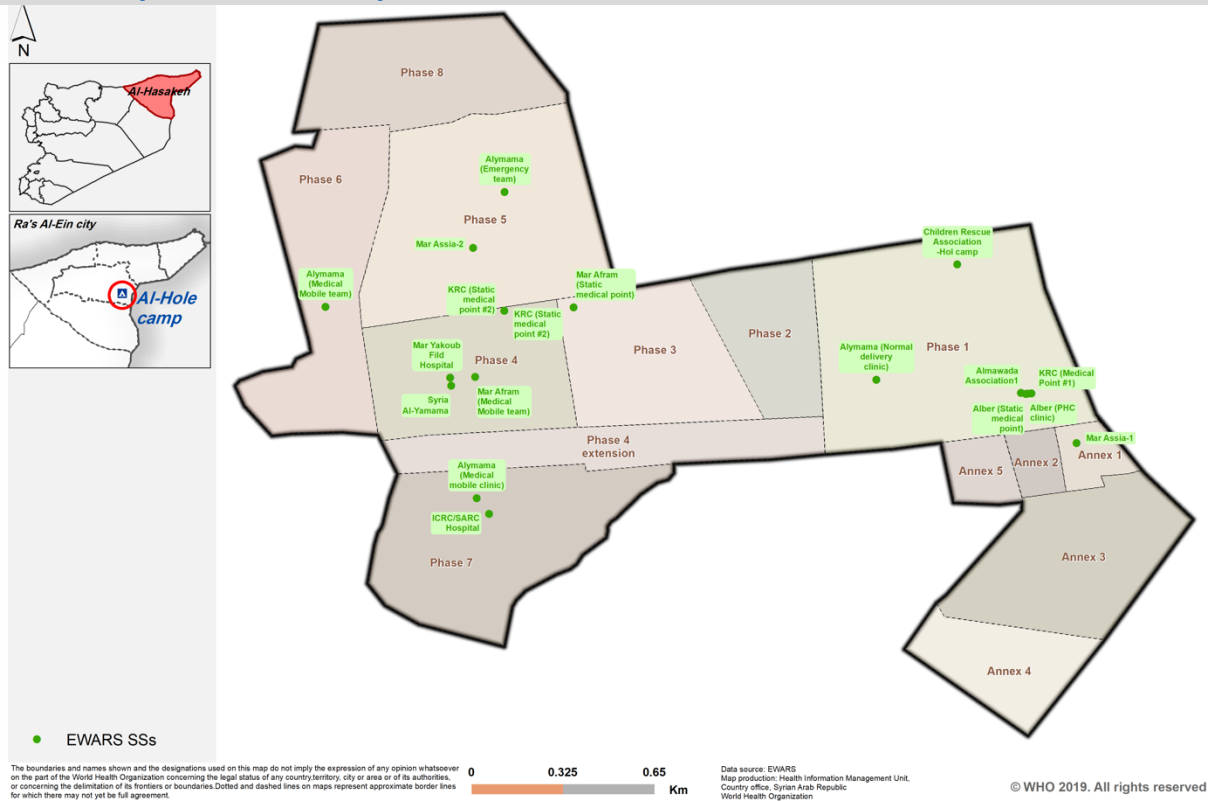 N
Al-Hasakeh
Ra's Al-Ein city
Al-Hole
camp
Phase 8
Phase 6
Alymama
(Emergency
team)
Phase 5
Mar Assia-2
Alymama
(Medical
Mobile team)
KRC (Static
medical
point #2)
KRC (Static
medical
point #2)
Mar Afram
(Static
medical point)
Children Rescue
Association
-Hol camp
Phase 2
Phase 3
Phase 1
Mar Yakoub
Fild
Hospital
Phase 4
Syria
Al-Yamama
Mar Afram
(Medical
Mobile team)
Alymama (Normal
delivery
clinic)
Almawada
Association1
KRC (Medical
Point #1)
Alber (Static
medical
point)
Alber (PHC
clinic)
Mar Assia-1
Phase 4
extension
Annex 5
Annex 2
Annex 1
Alymama
(Medical
mobile clinic)
ICRC/SARC
Hospital
Phase 7
Annex 3
Annex 4
EWARS SSs
The boundaries and names shown and the designations used on this map do not imply the expression of any opinion whatsoever
on the part of the World Health Organization concerning the legal status of any country,territory, city or area or of its authorities,
or concerning the delimitation of its frontiers or boundaries.Dotted and dashed lines on maps represent approximate border lines
for which there may not yet be full agreement.
0 0.325 0.65
Km
Data source: EWARS
Map production: Health Information Management Unit,
Country office, Syrian Arab Republic
World Health Organization
© WHO 2019. All rights reserved